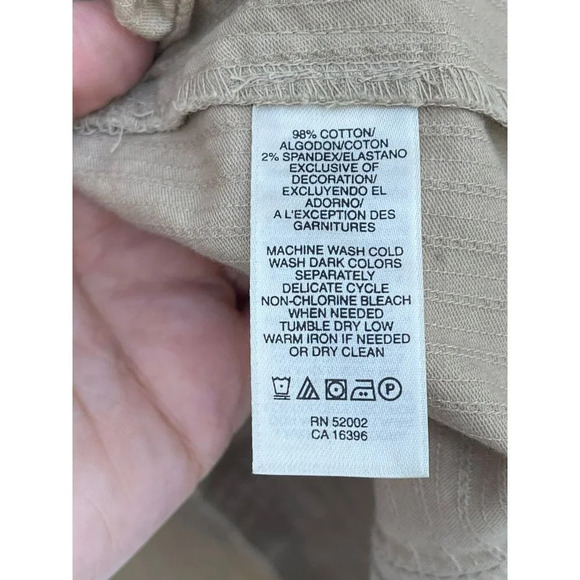 98% COTTON/
ALGODON/COTON
2% SPANDEX/ELASTANO
EXCLUSIVE OF
DECORATION/
EXCLUYENDO EL
ADORNO/
A L'EXCEPTION DES
GARNITURES
MACHINE WASH COLD
WASH DARK COLORS
SEPARATELY
DELICATE CYCLE
NON-CHLORINE BLEACH
WHEN NEEDED
TUMBLE DRY LOW
WARM IRON IF NEEDED
OR DRY CLEAN
P
RN 52002
CA 16396